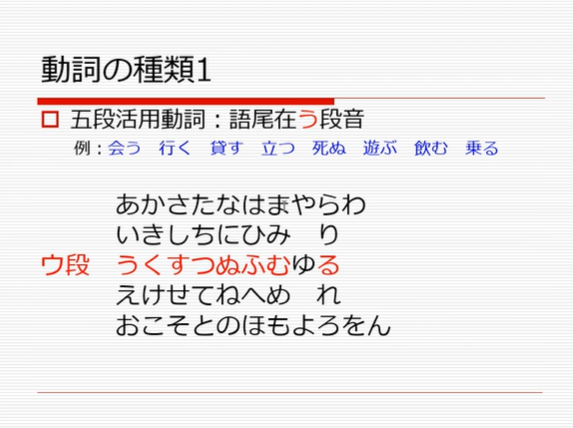 動詞の種類1
五段活用動詞：語尾在う段音
例：会う　行く　貸す　立つ　死ぬ　遊ぶ　飲む　乗る
あかさたなはまやらわ
いきしちにひみ　り
ウ段　うくすつぬふむゆる
えけせてねへめ　れ
おこそとのほもよろをん